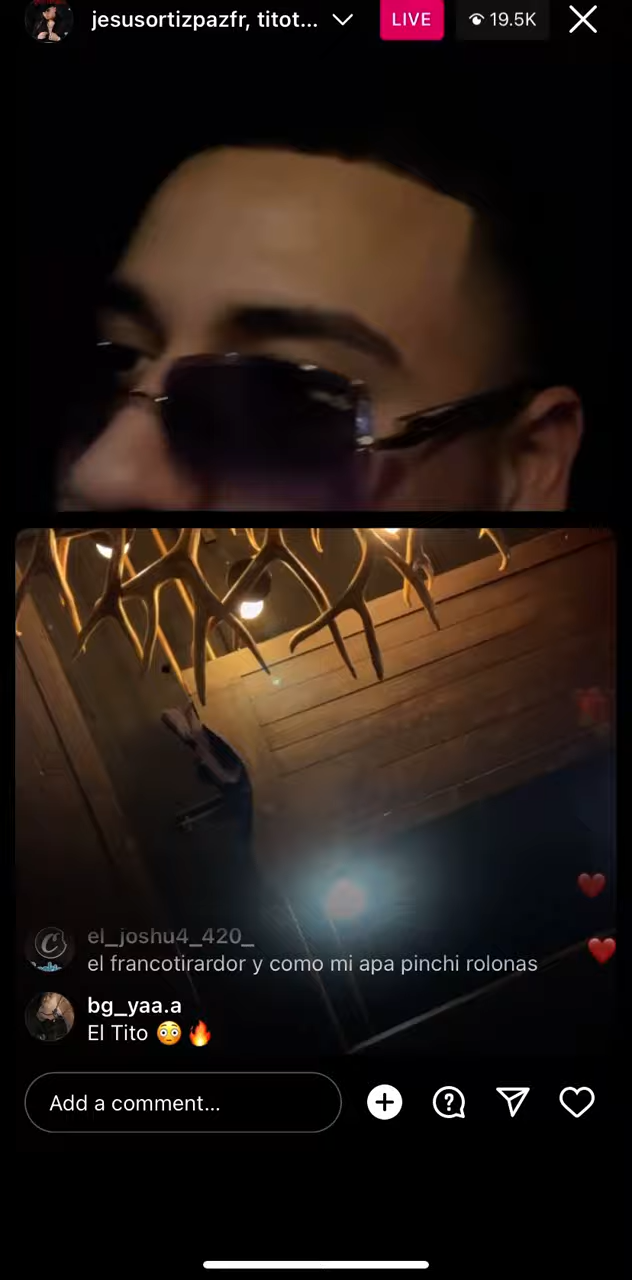 jesusortizpazfr, titot...
LIVE
19.5K
el_joshu4_420_
el francotirardor y como mi apa pinchi rolonas
bg_yaa.a
El Tito 😳🔥
Add a comment...